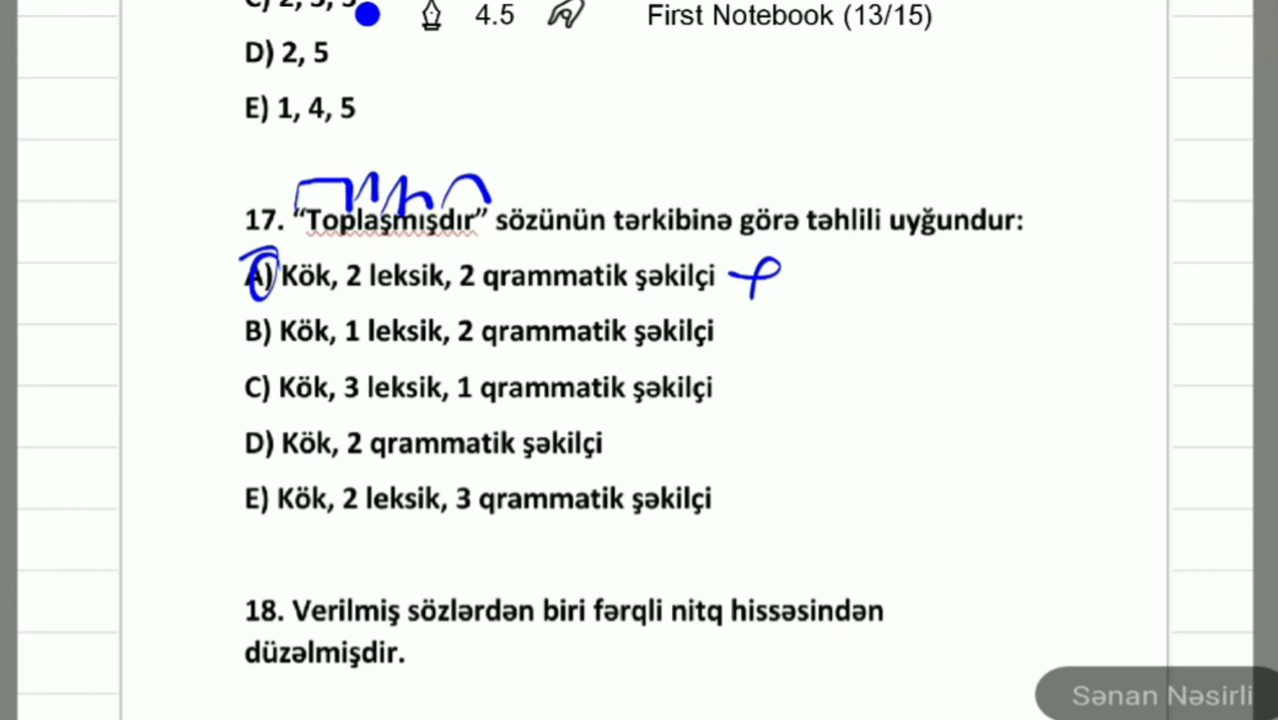 4.5 First Notebook (13/15)
D) 2, 5
E) 1, 4, 5
17. “Toplaşmışdır” sözünün tərkibinə görə təhlili uyğundur:
A) Kök, 2 leksik, 2 qrammatik şəkilçi
B) Kök, 1 leksik, 2 qrammatik şəkilçi
C) Kök, 3 leksik, 1 qrammatik şəkilçi
D) Kök, 2 qrammatik şəkilçi
E) Kök, 2 leksik, 3 qrammatik şəkilçi
18. Verilmiş sözlərdən biri fərqli nitq hissəsindən
düzəlmişdir.
Sənan Nəsirli